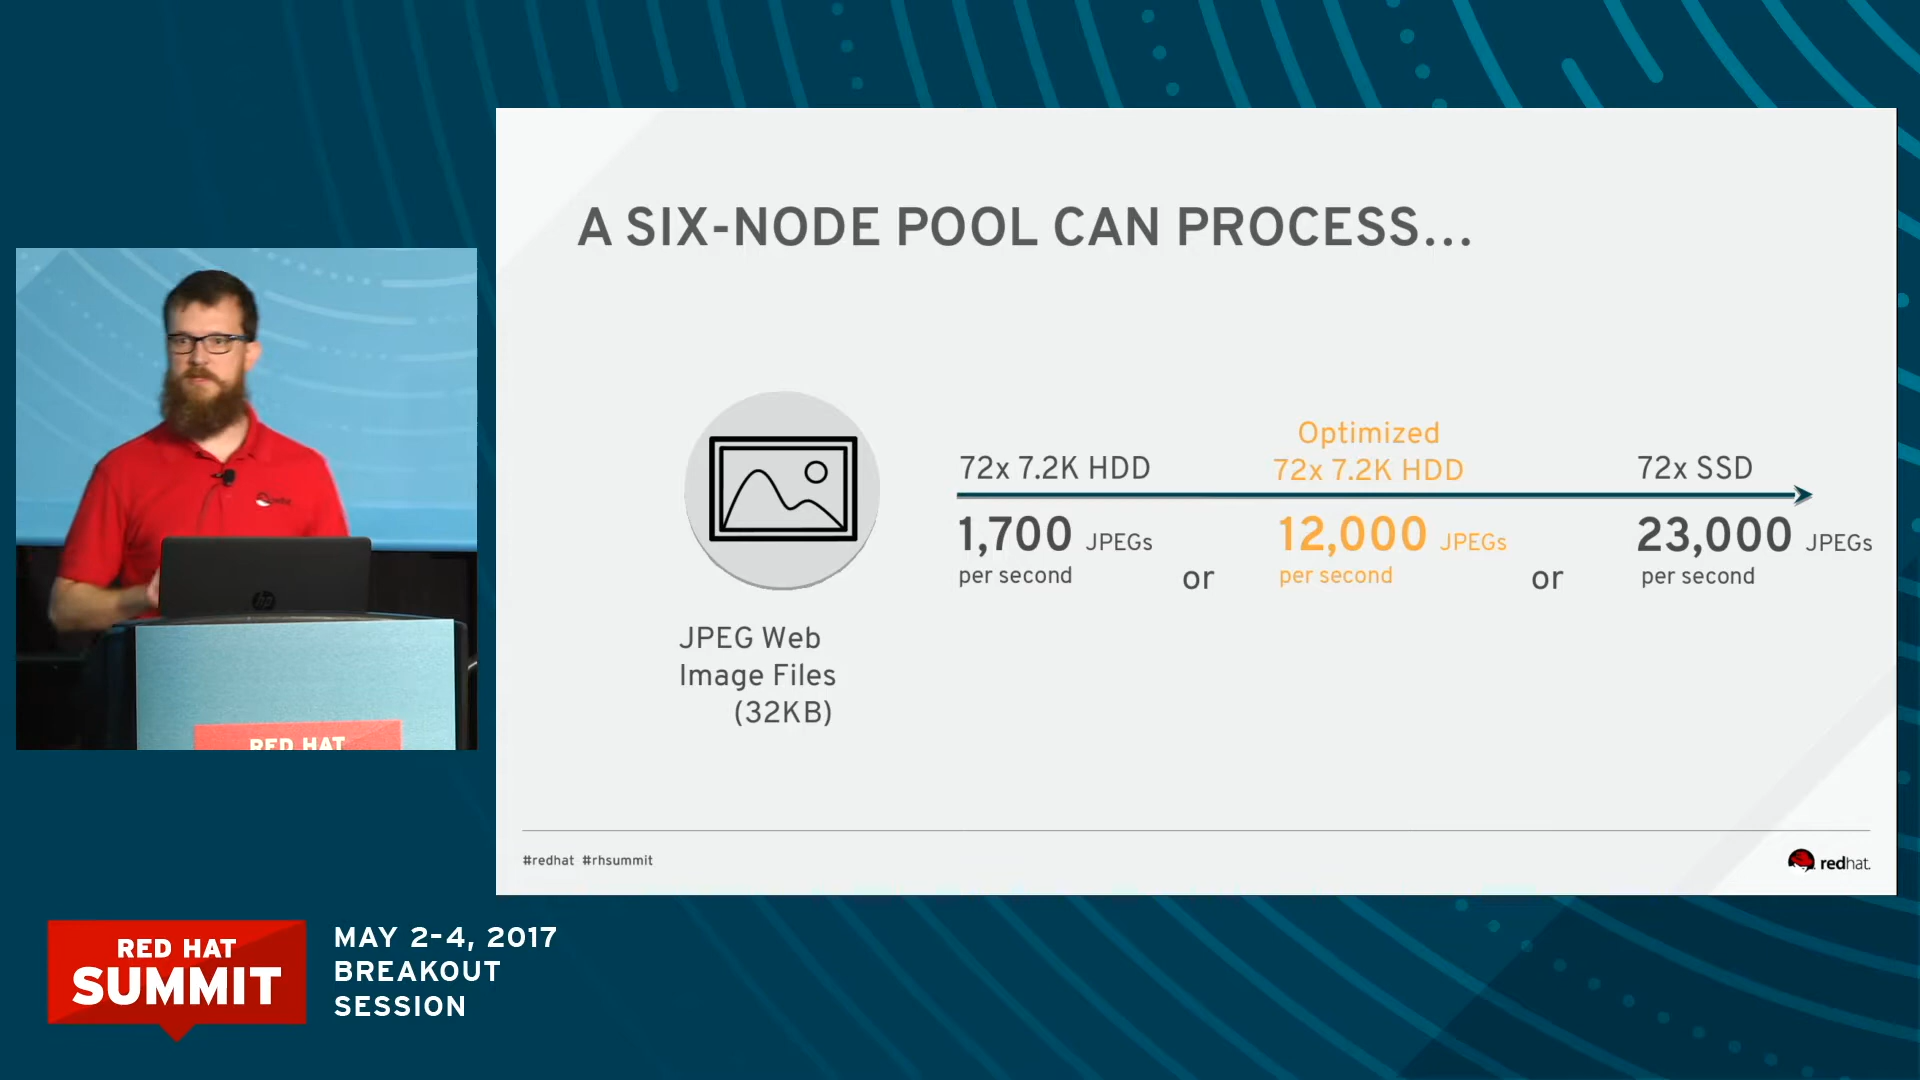 A SIX-NODE POOL CAN PROCESS...
Optimized
72x 7.2K HDD
72x 7.2K HDD
72x SSD
1,700 JPEGs
per second
or
12,000 JPEGs
per second
or
23,000 JPEGs
per second
JPEG Web
Image Files
(32KB)
#redhat #rhsummit
redhat.
hp
RED HAT
RED HAT
SUMMIT
MAY 2-4, 2017
BREAKOUT
SESSION